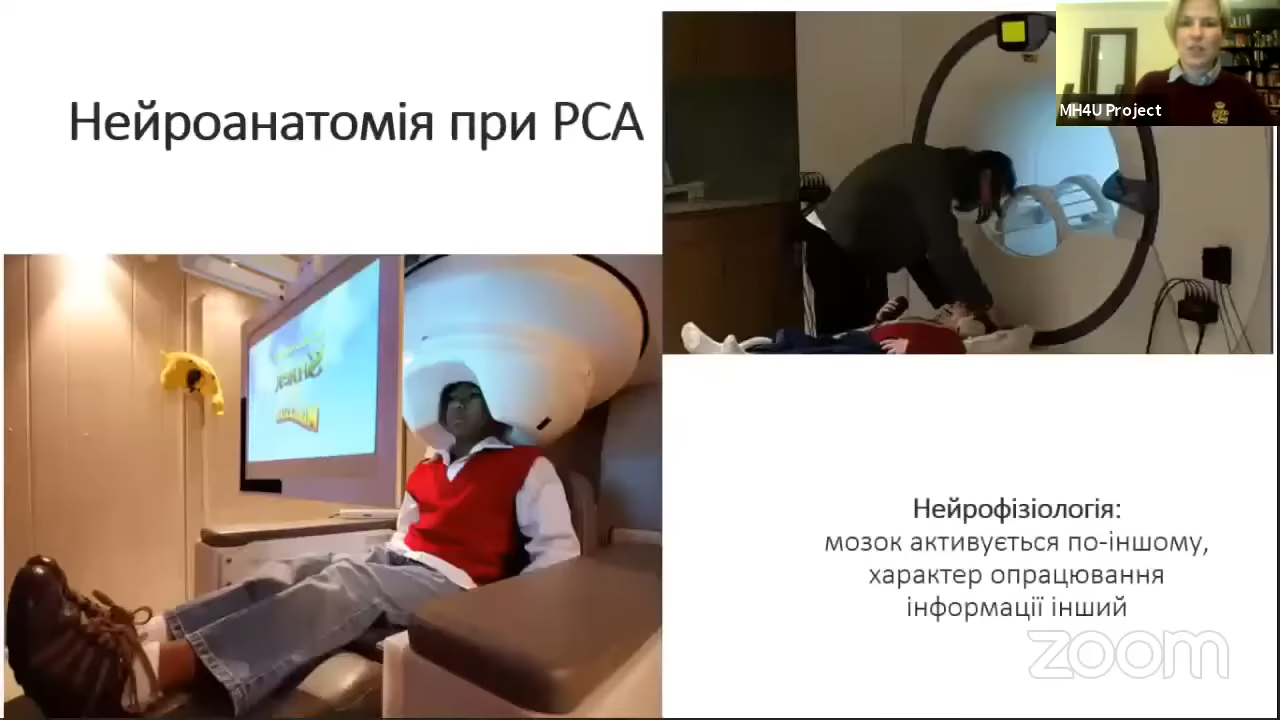 Нейроанатомія при РСА
MH4U Project
Нейрофізіологія:
мозок активується по-іншому,
характер опрацювання
інформації інший
zoom